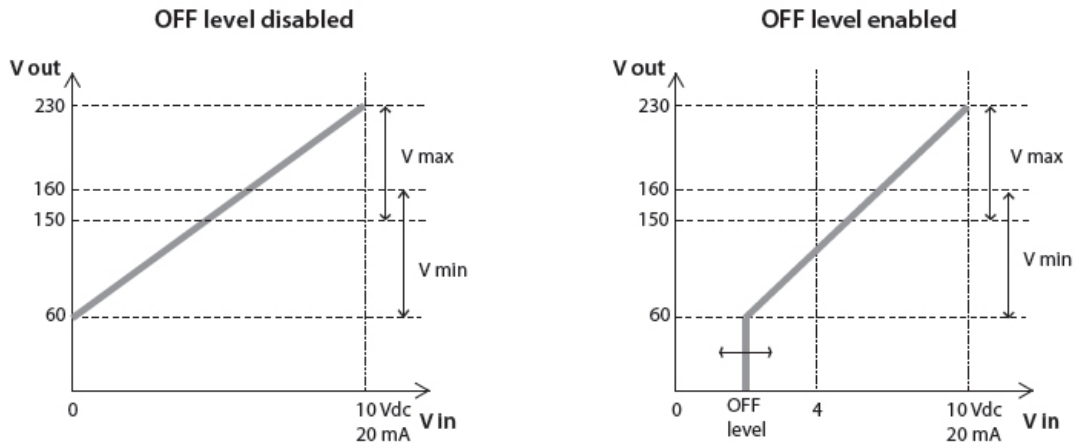 OFF level disabled
V out
230
160
150
60
V max
V min
0
10 Vdc
20 mA
V in
OFF level enabled
V out
230
160
150
60
V max
V min
0
OFF
level
4
10 Vdc
20 mA
V in